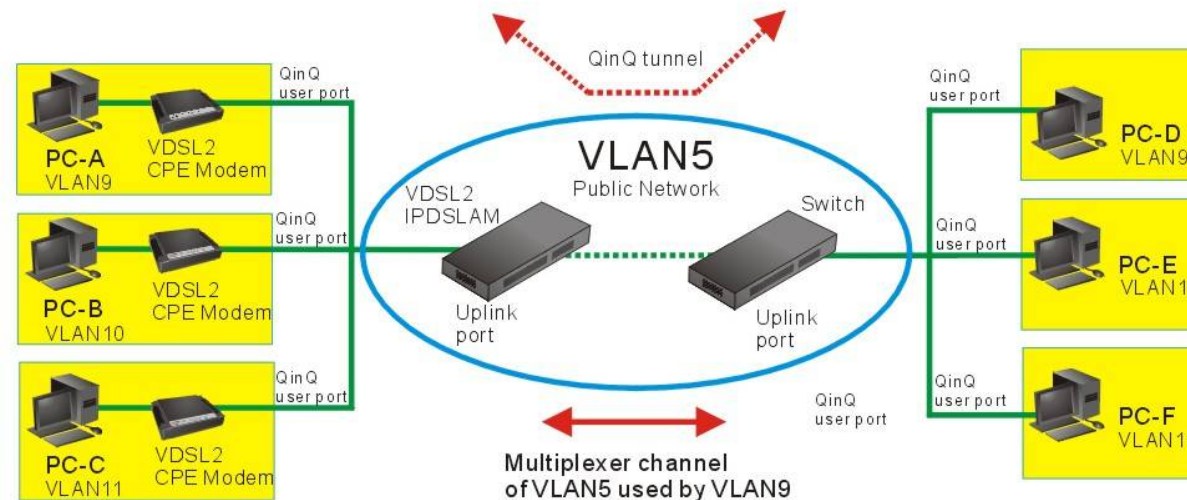 QinQ tunnel
QinQ
user port
PC-A
VLAN9
VDSL2
CPE Modem
QinQ
user port
PC-B
VLAN10
VDSL2
CPE Modem
QinQ
user port
PC-C
VLAN11
VDSL2
CPE Modem
VLAN5
Public Network
VDSL2
IPDSLAM
Uplink
port
Switch
Uplink
port
QinQ
user port
PC-D
VLAN9
QinQ
user port
PC-E
VLAN1
QinQ
user port
PC-F
VLAN1
QinQ
user port
Multiplexer channel
of VLAN5 used by VLAN9